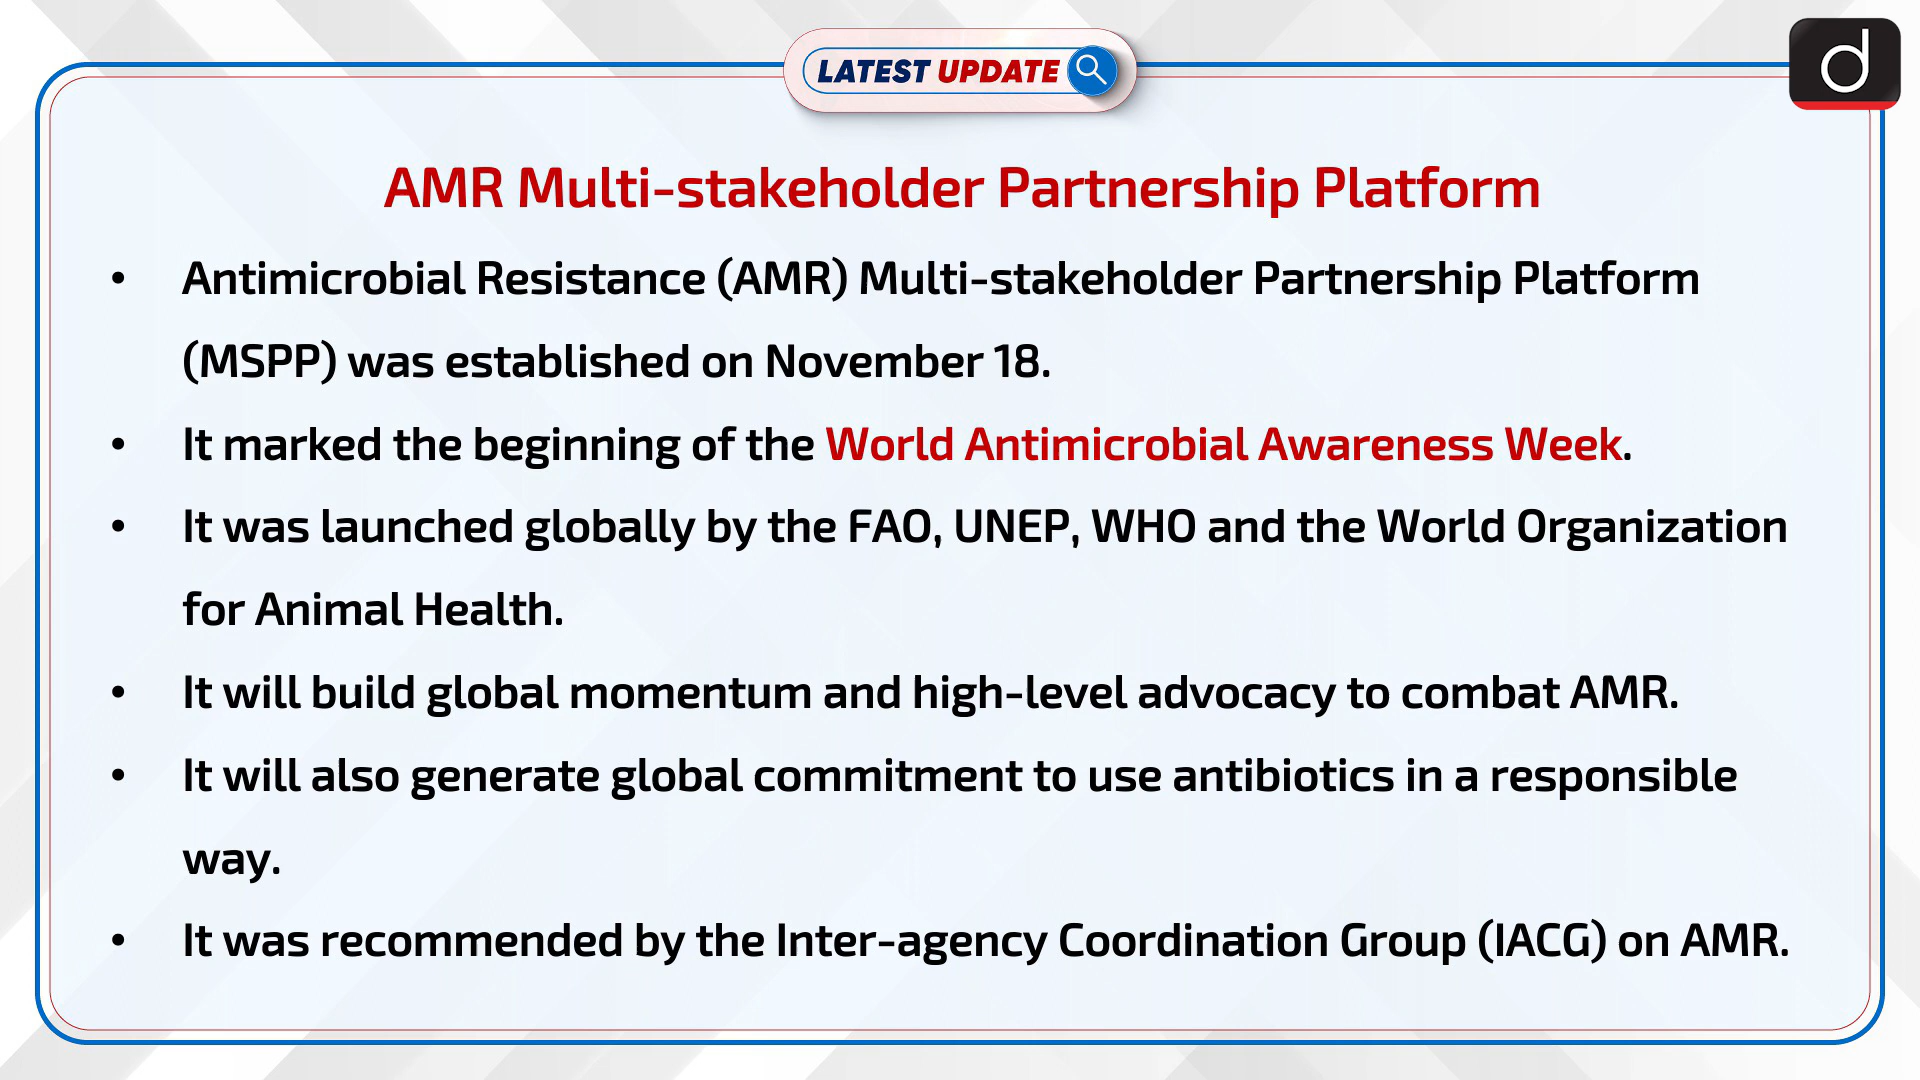 LATEST UPDATE
d
AMR Multi-stakeholder Partnership Platform
• Antimicrobial Resistance (AMR) Multi-stakeholder Partnership Platform
(MSPP) was established on November 18.
• It marked the beginning of the World Antimicrobial Awareness Week.
• It was launched globally by the FAO, UNEP, WHO and the World Organization
for Animal Health.
• It will build global momentum and high-level advocacy to combat AMR.
• It will also generate global commitment to use antibiotics in a responsible
way.
• It was recommended by the Inter-agency Coordination Group (IACG) on AMR.